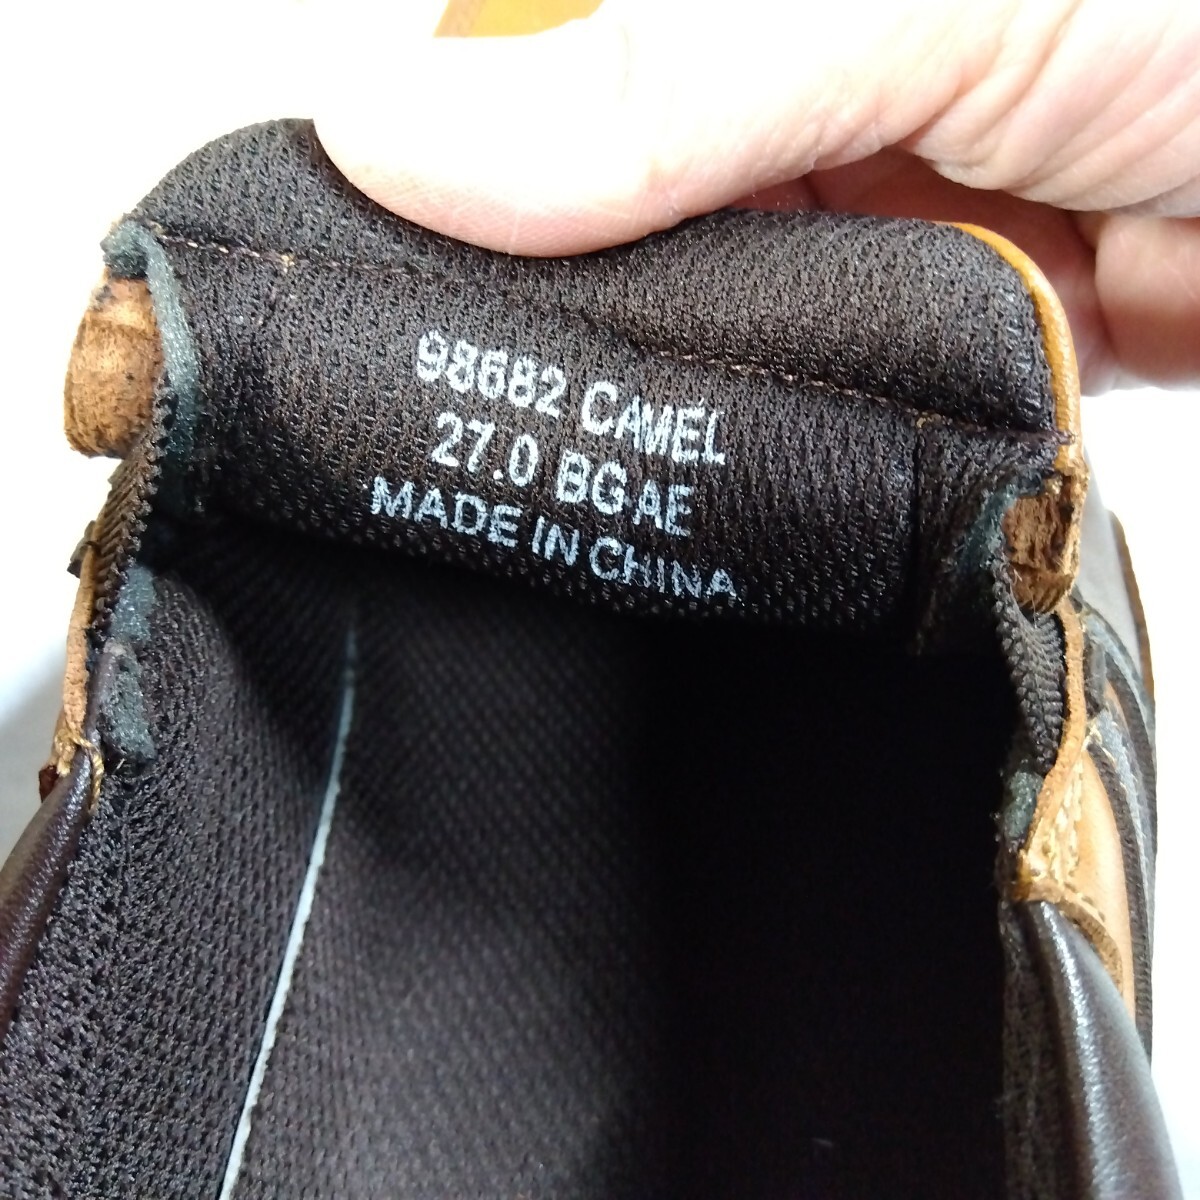 98682 CAMEL
27.0 BG AE
MADE IN CHINA